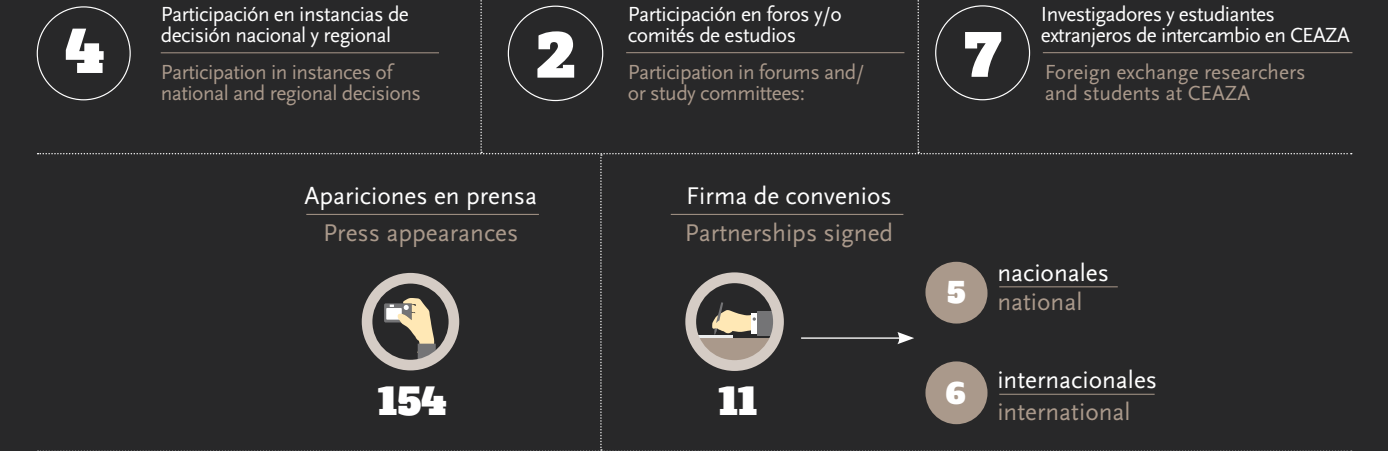 4
Participación en instancias de
decisión nacional y regional
Participation in instances of
national and regional decisions
2
Participación en foros y/o
comités de estudios
Participation in forums and/
or study committees:
7
Investigadores y estudiantes
extranjeros de intercambio en CEAZA
Foreign exchange researchers
and students at CEAZA
Apariciones en prensa
Press appearances
154
Firma de convenios
Partnerships signed
11
5
nacionales
national
6
internacionales
international